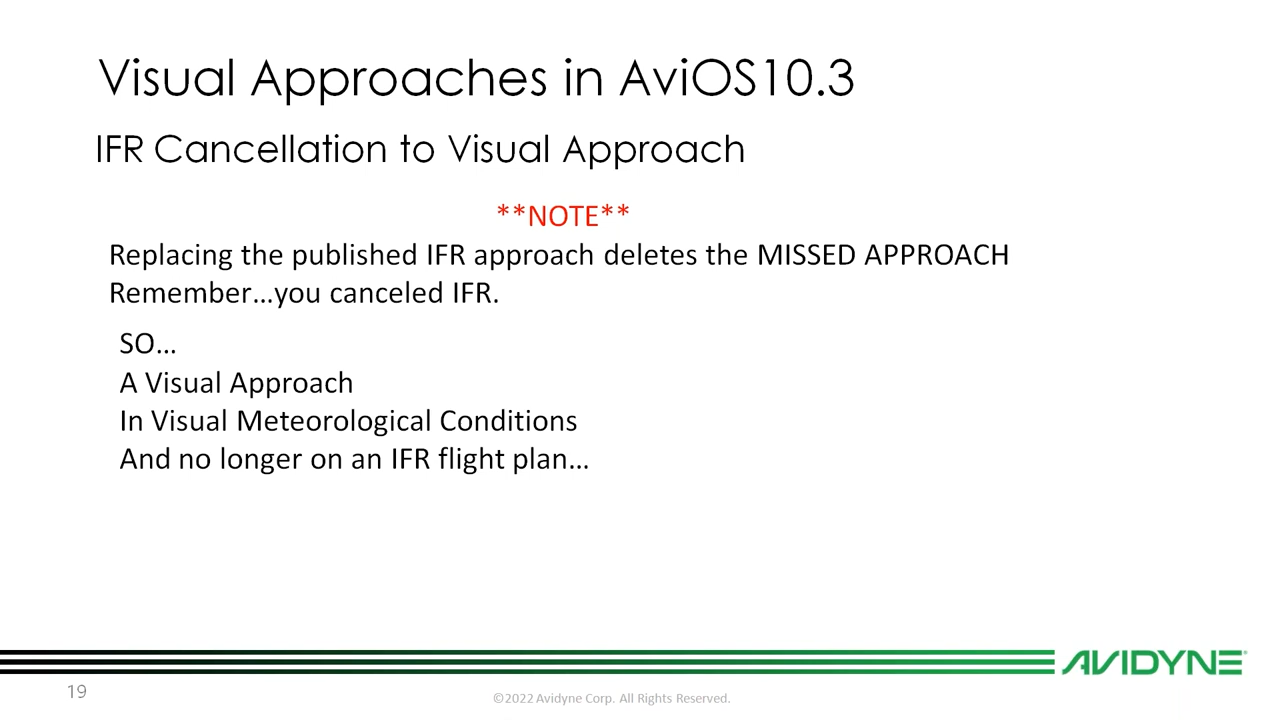 Visual Approaches in AviOS10.3
IFR Cancellation to Visual Approach
**NOTE**
Replacing the published IFR approach deletes the MISSED APPROACH
Remember…you canceled IFR.
SO…
A Visual Approach
In Visual Meteorological Conditions
And no longer on an IFR flight plan…
AVIDYNE
19
©2022 Avidyne Corp. All Rights Reserved.